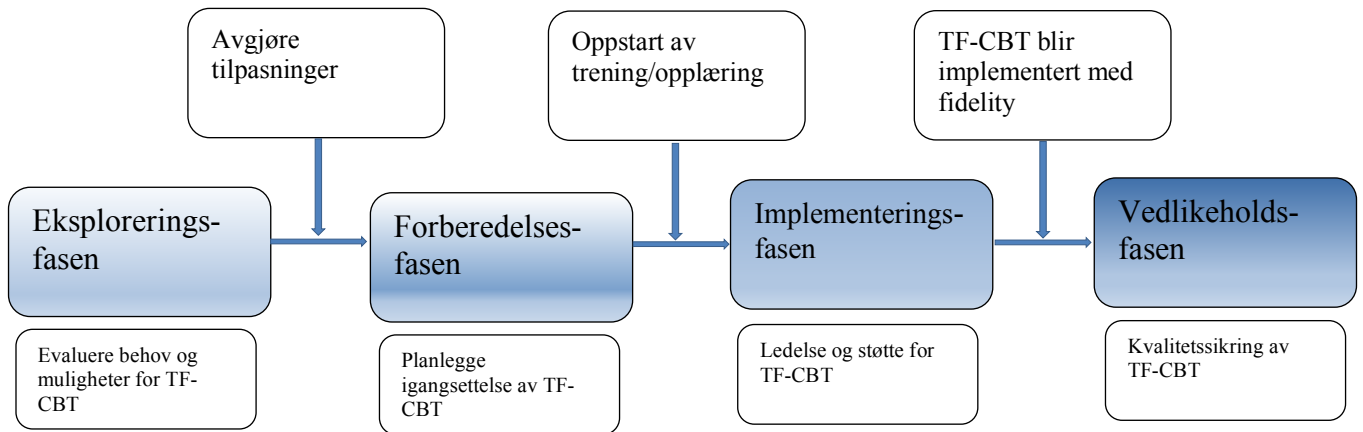 Avgjøre
tilpasninger
Oppstart av
trening/opplæring
TF-CBT blir
implementert med
fidelity
Eksplorerings-
fasen
Forberedelses-
fasen
Implementerings-
fasen
Vedlikeholds-
fasen
Evaluere behov og
muligheter for TF-
CBT
Planlegge
igangsettelse av TF-
CBT
Ledelse og støtte for
TF-CBT
Kvalitetssikring av
TF-CBT